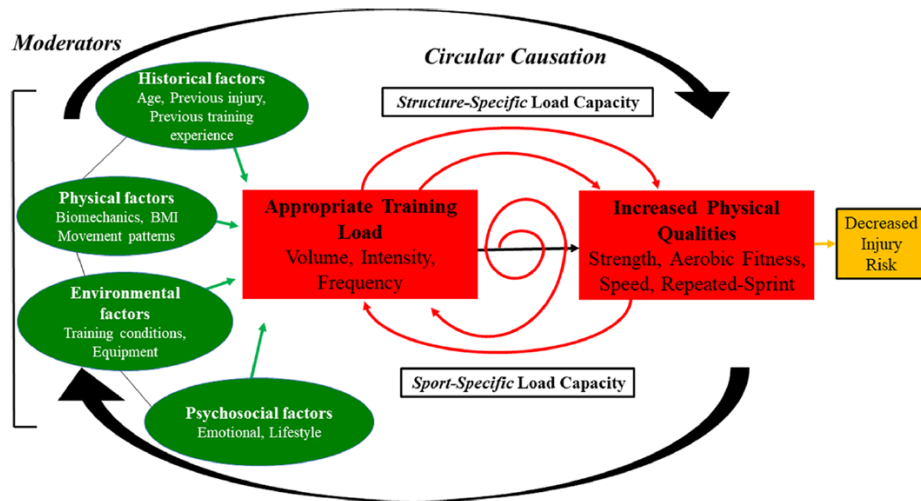 Moderators
Circular Causation
Historical factors
Age, Previous injury,
Previous training
experience
Structure-Specific Load Capacity
Physical factors
Biomechanics, BMI
Movement patterns
Appropriate Training
Load
Volume, Intensity,
Frequency
Increased Physical
Qualities
Strength, Aerobic Fitness,
Speed, Repeated-Sprint
Decreased
Injury
Risk
Environmental
factors
Training conditions,
Equipment
Sport-Specific Load Capacity
Psychosocial factors
Emotional, Lifestyle